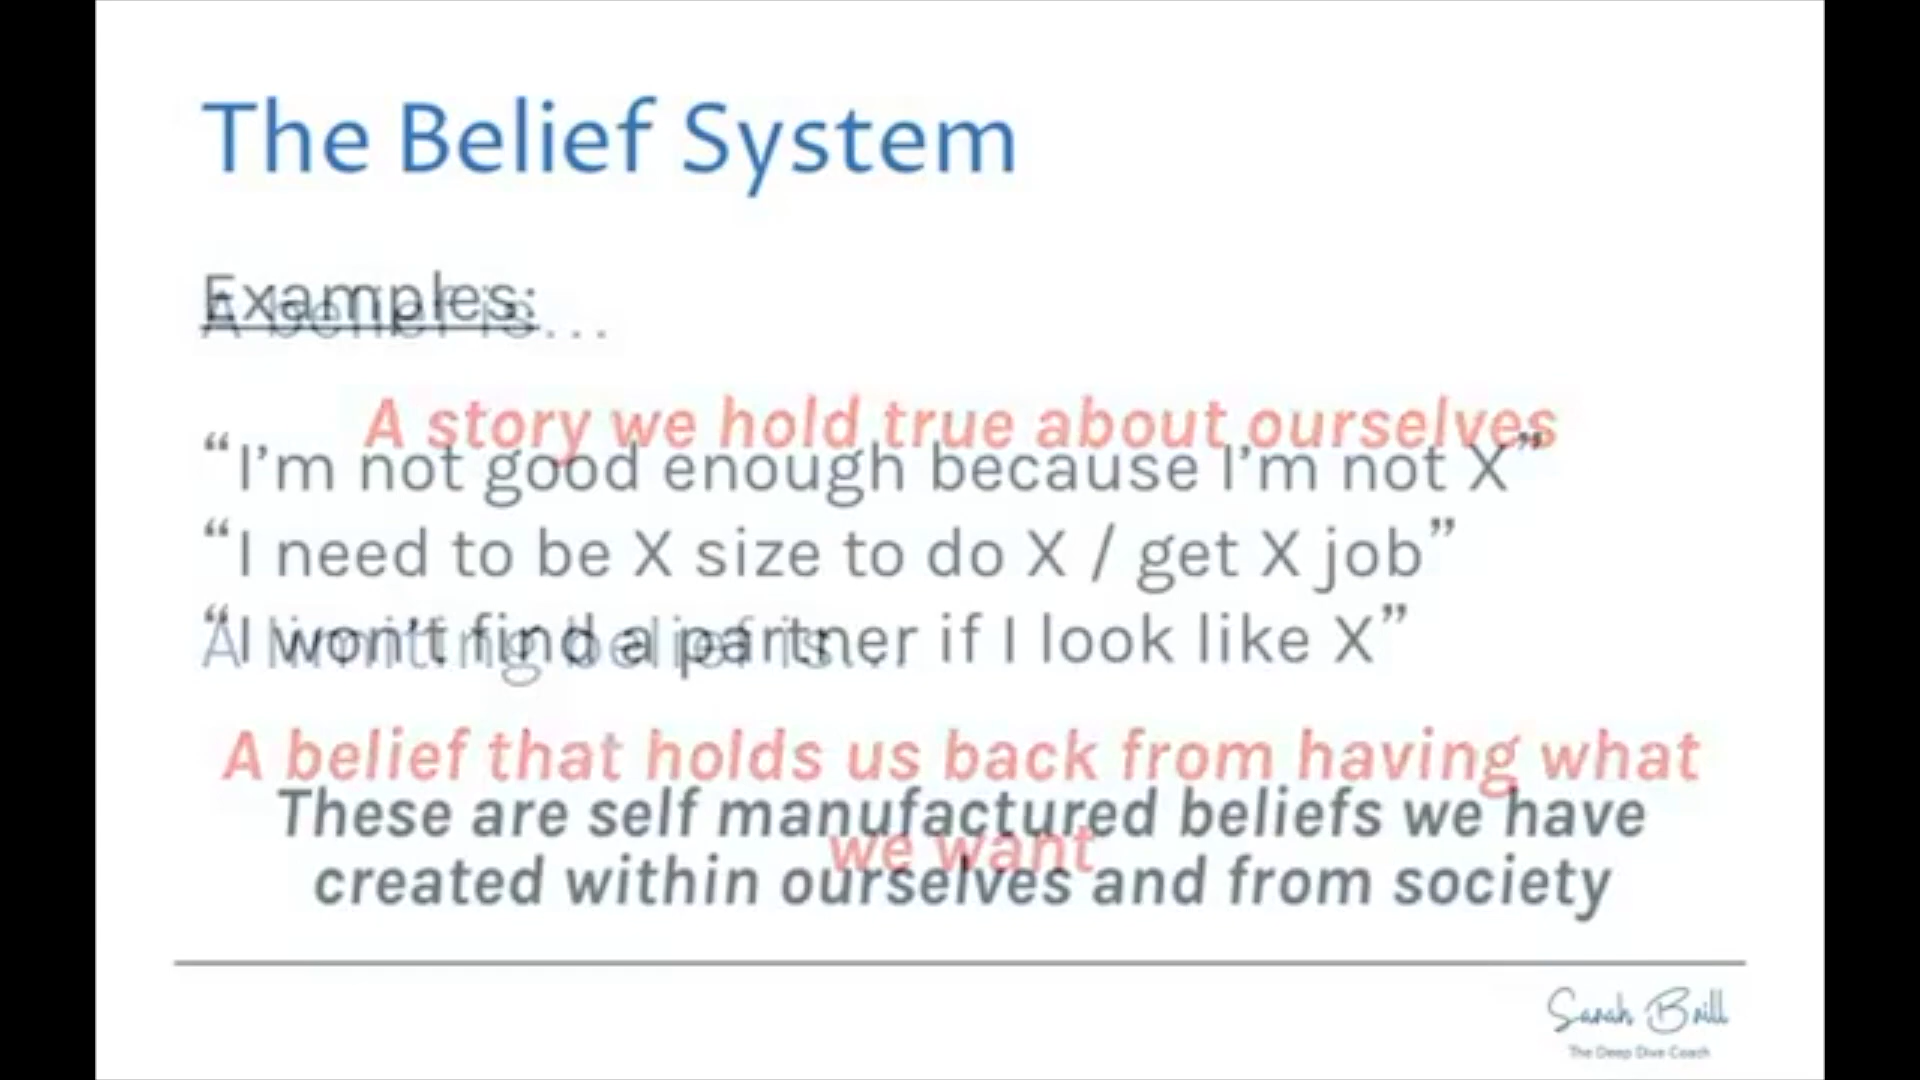 The Belief System
Examples:
A belief is...
A story we hold true about ourselves
“I’m not good enough because I’m not X”
“I need to be X size to do X / get X job”
“I won’t find a partner if I look like X”
A limiting belief is...
A belief that holds us back from having what
These are self manufactured beliefs we have
we want
created within ourselves and from society
Sarah Brill
The Deep Dive Coach